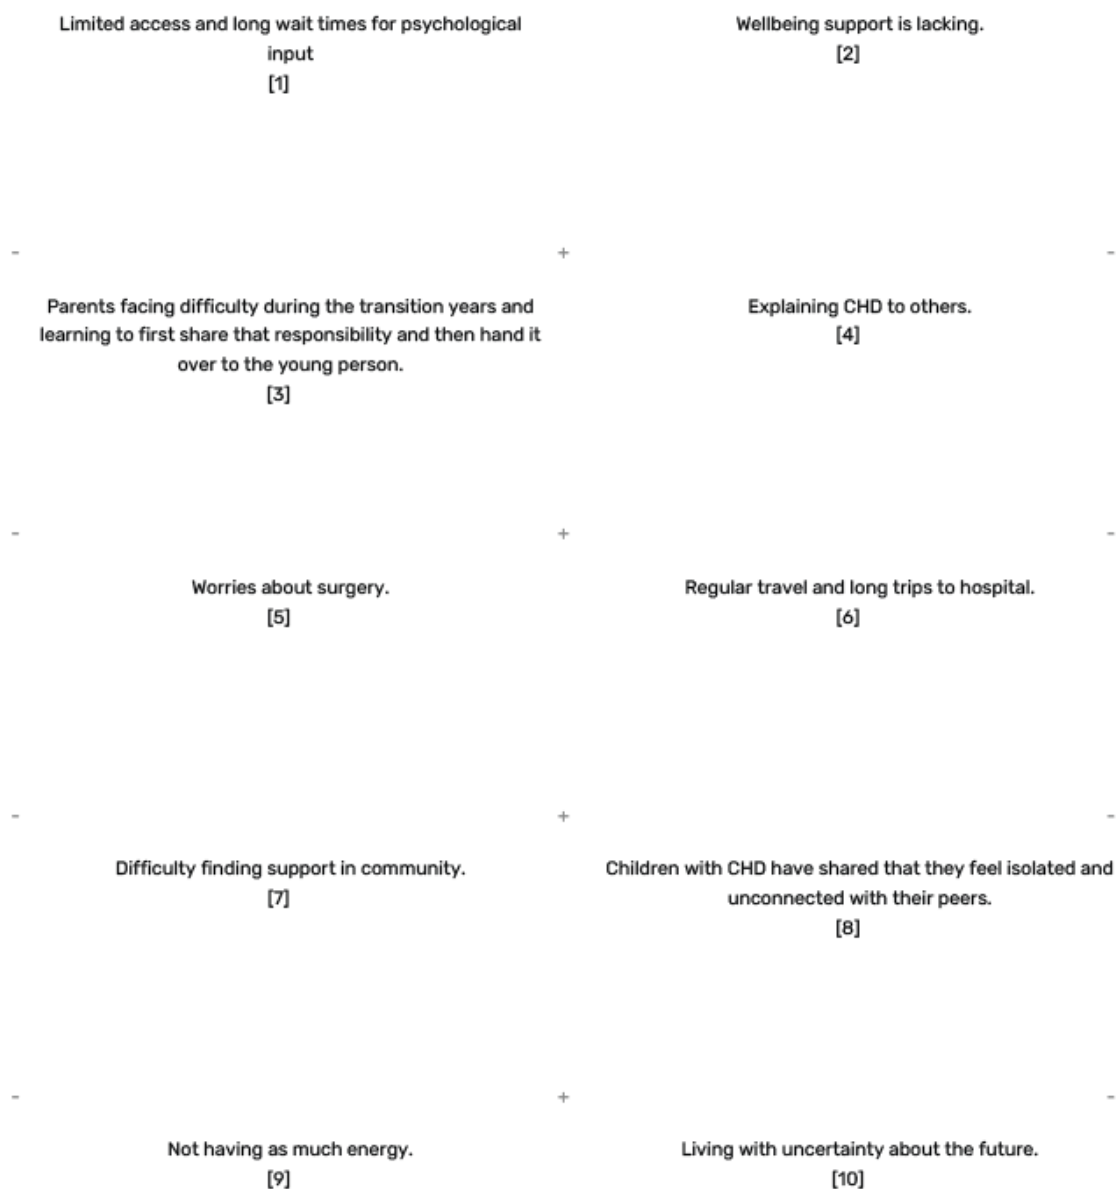 Limited access and long wait times for psychological
input
[1]
Wellbeing support is lacking.
[2]
- + -
Parents facing difficulty during the transition years and
learning to first share that responsibility and then hand it
over to the young person.
[3]
Explaining CHD to others.
[4]
- + -
Worries about surgery.
[5]
Regular travel and long trips to hospital.
[6]
- + -
Difficulty finding support in community.
[7]
Children with CHD have shared that they feel isolated and
unconnected with their peers.
[8]
- + -
Not having as much energy.
[9]
Living with uncertainty about the future.
[10]